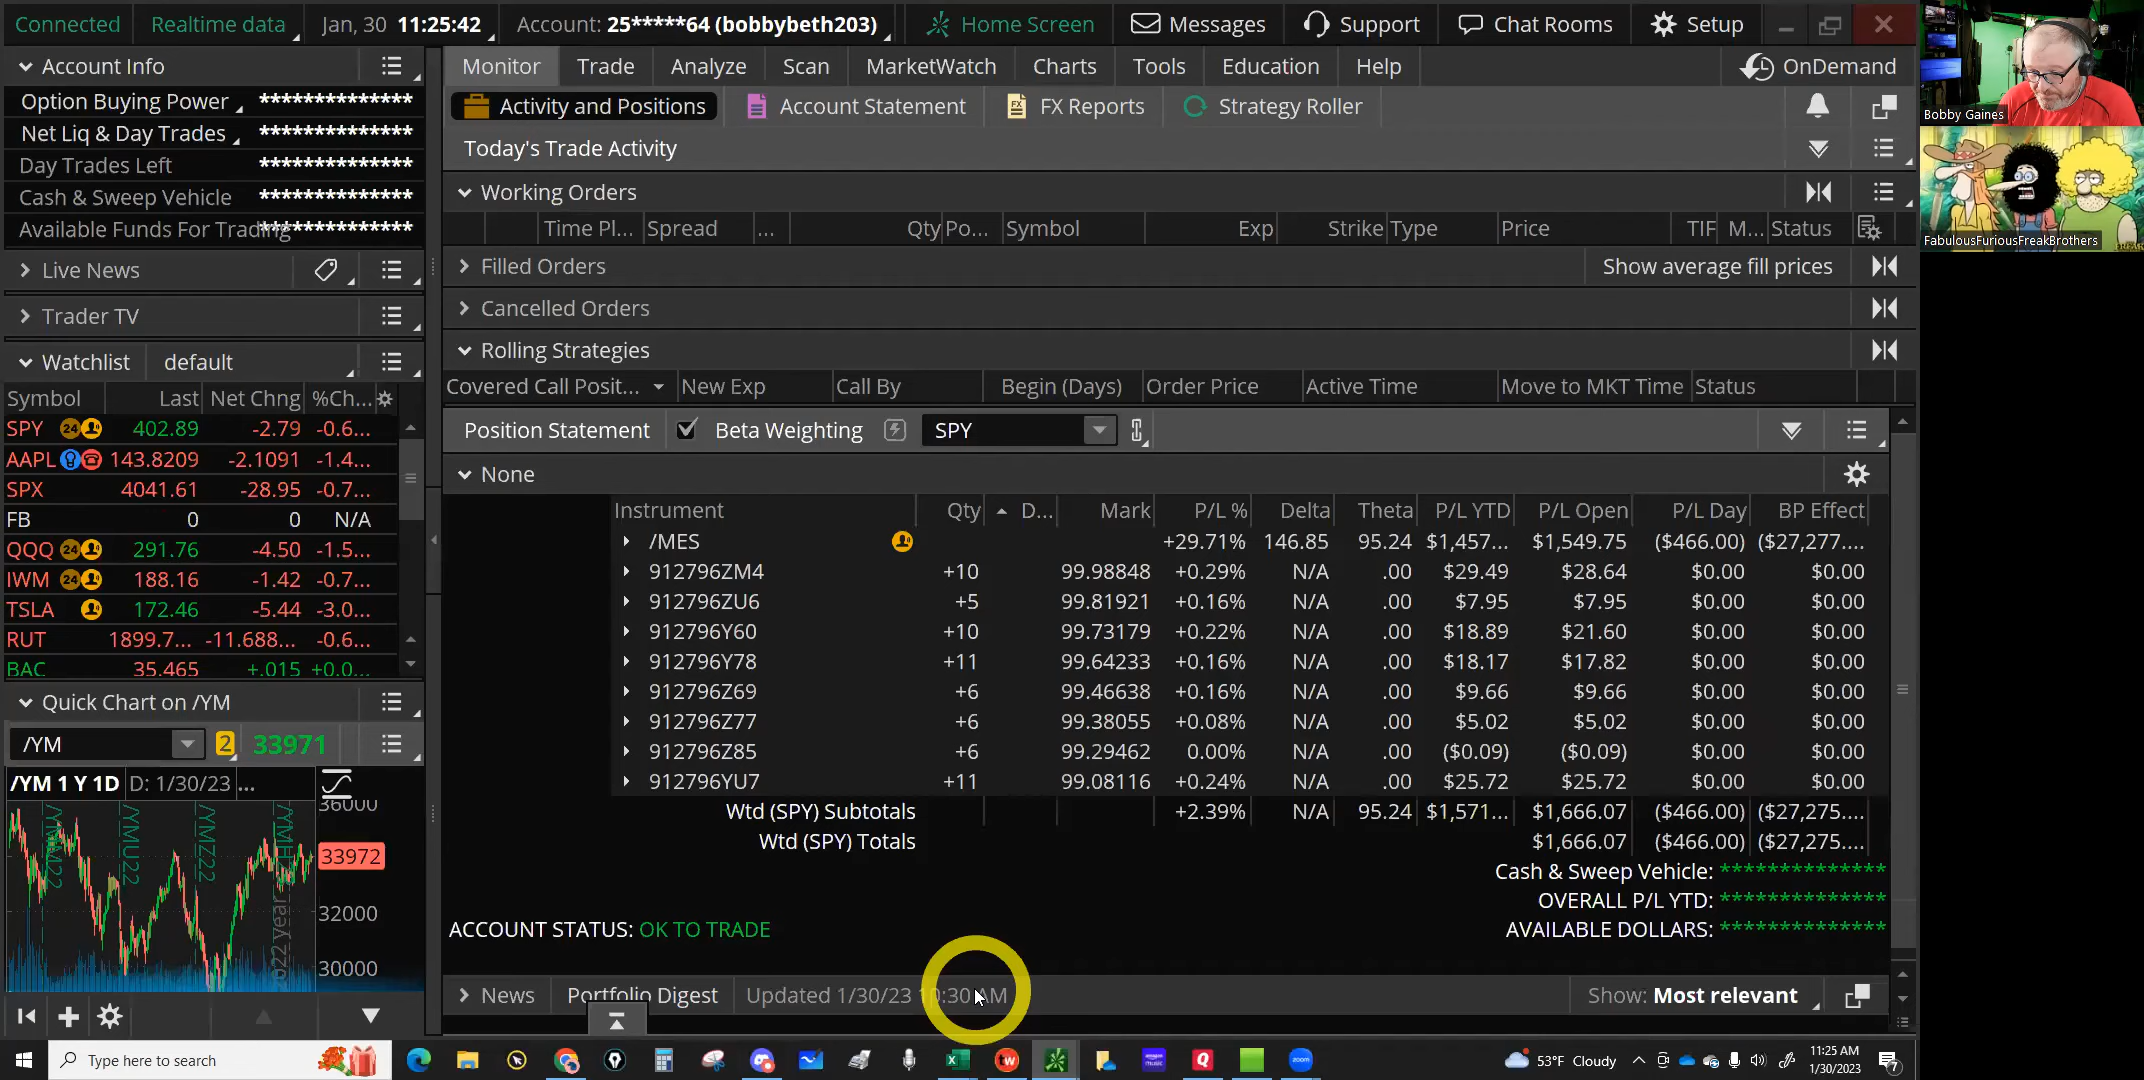 Connected Realtime data Jan, 30 11:25:42 Account: 25*****64 (bobbybeth203) Home Screen Messages Support Chat Rooms Setup
Account Info
Option Buying Power **************
Net Liq & Day Trades **************
Day Trades Left **************
Cash & Sweep Vehicle **************
Available Funds For Trading **************
Live News
Trader TV
Watchlist default
Symbol Last Net Chng %Ch...
SPY 24 402.89 -2.79 -0.6...
AAPL 143.8209 -2.1091 -1.4...
SPX 4041.61 -28.95 -0.7...
FB 0 0 N/A
QQQ 24 291.76 -4.50 -1.5...
IWM 24 188.16 -1.42 -0.7...
TSLA 172.46 -5.44 -3.0...
RUT 1899.7... -11.688... -0.6...
BAC 35.465 +.015 +0.0...
Quick Chart on /YM
/YM 2 33971
/YM 1 Y 1D D: 1/30/23 ...
36000
33972
32000
30000
/YMM22
/YMU22
/YMZ22
2022 year
Monitor Trade Analyze Scan MarketWatch Charts Tools Education Help OnDemand
Activity and Positions Account Statement FX FX Reports Strategy Roller
Today's Trade Activity
Working Orders
Time Pl... Spread ... Qty Po... Symbol Exp Strike Type Price TIF M... Status
Filled Orders Show average fill prices
Cancelled Orders
Rolling Strategies
Covered Call Posit... New Exp Call By Begin (Days) Order Price Active Time Move to MKT Time Status
Position Statement Beta Weighting SPY
None
Instrument Qty D... Mark P/L % Delta Theta P/L YTD P/L Open P/L Day BP Effect
/MES +29.71% 146.85 95.24 $1,457... $1,549.75 ($466.00) ($27,277....
912796ZM4 +10 99.98848 +0.29% N/A .00 $29.49 $28.64 $0.00 $0.00
912796ZU6 +5 99.81921 +0.16% N/A .00 $7.95 $7.95 $0.00 $0.00
912796Y60 +10 99.73179 +0.22% N/A .00 $18.89 $21.60 $0.00 $0.00
912796Y78 +11 99.64233 +0.16% N/A .00 $18.17 $17.82 $0.00 $0.00
912796Z69 +6 99.46638 +0.16% N/A .00 $9.66 $9.66 $0.00 $0.00
912796Z77 +6 99.38055 +0.08% N/A .00 $5.02 $5.02 $0.00 $0.00
912796Z85 +6 99.29462 0.00% N/A .00 ($0.09) ($0.09) $0.00 $0.00
912796YU7 +11 99.08116 +0.24% N/A .00 $25.72 $25.72 $0.00 $0.00
Wtd (SPY) Subtotals +2.39% N/A 95.24 $1,571... $1,666.07 ($466.00) ($27,275....
Wtd (SPY) Totals $1,666.07 ($466.00) ($27,275....
Cash & Sweep Vehicle: **************
OVERALL P/L YTD: **************
ACCOUNT STATUS: OK TO TRADE AVAILABLE DOLLARS: **************
News Portfolio Digest Updated 1/30/23 10:30 AM Show: Most relevant
Type here to search
53°F Cloudy
11:25 AM
1/30/2023
7
Bobby Gaines
FabulousFuriousFreakBrothers